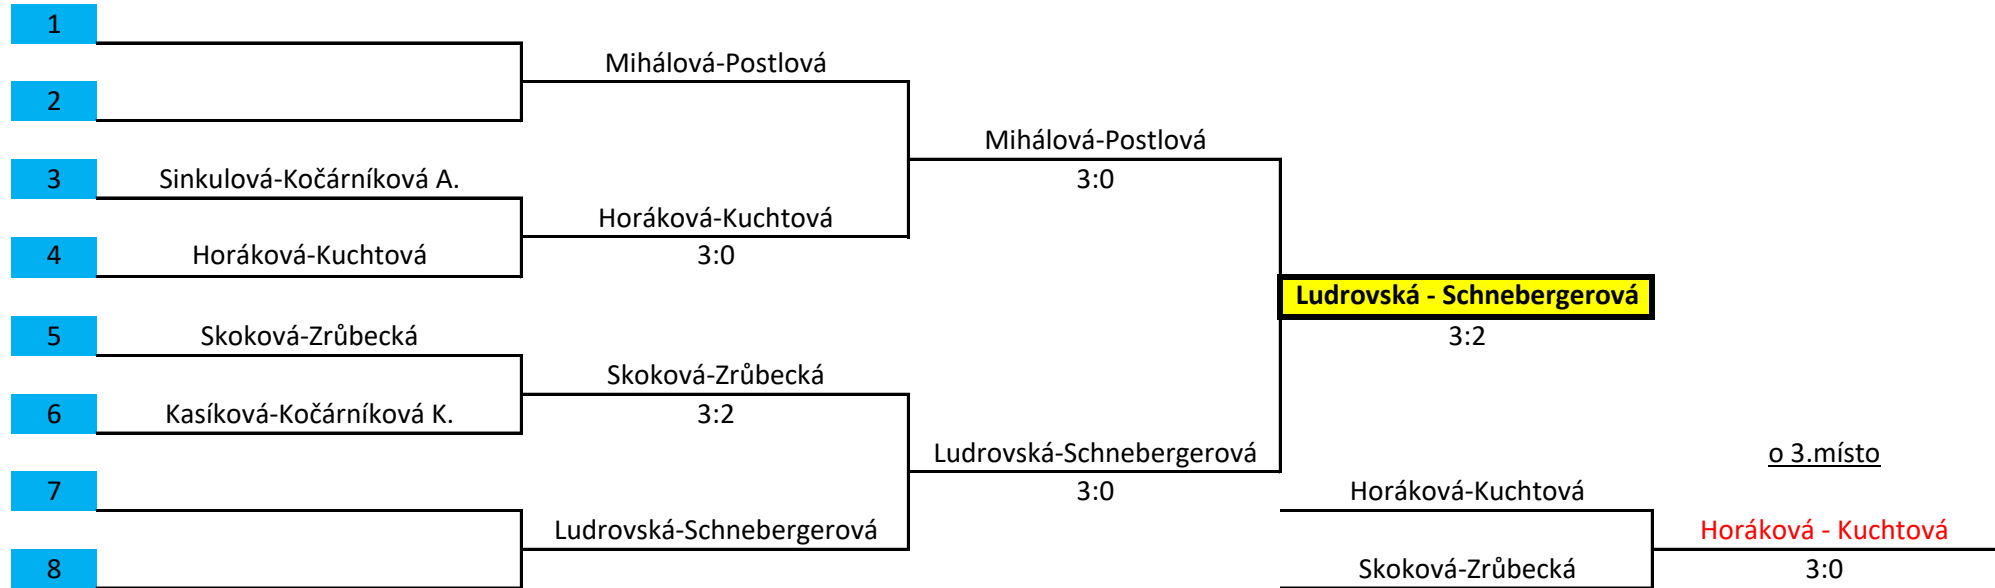 1
Mihálová-Postlová
2
Mihálová-Postlová
3 Sinkulová-Kočárníková A. 3:0
Horáková-Kuchtová
4 Horáková-Kuchtová 3:0
Ludrovská - Schnebergerová
5 Skoková-Zrůbecká 3:2
Skoková-Zrůbecká
6 Kasíková-Kočárníková K. 3:2
Ludrovská-Schnebergerová o 3.místo
7 3:0 Horáková-Kuchtová
Ludrovská-Schnebergerová Horáková - Kuchtová
8 Skoková-Zrůbecká 3:0